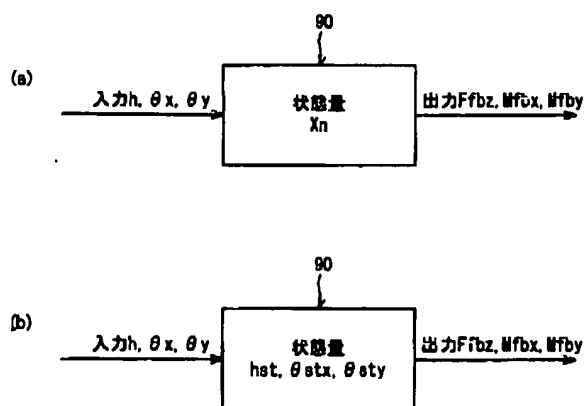 90
(a)
入力h, θx, θy
状態量
Xn
出力Ffbz, Mfbx, Mfby
90
(b)
入力h, θx, θy
状態量
hst, θstx, θsty
出力Ffbz, Mfbx, Mfby